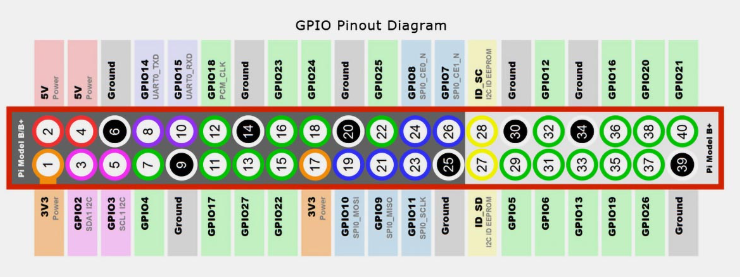 GPIO Pinout Diagram
5V
Power
5V
Power
Ground
GPIO14
UART0_TXD
GPIO15
UART0_RXD
GPIO18
PCM_CLK
Ground
GPIO23
GPIO24
Ground
GPIO25
GPIO8
SPI0_CE0_N
GPIO7
SPI0_CE1_N
ID_SC
I2C ID EEPROM
Ground
GPIO12
Ground
GPIO16
GPIO20
GPIO21
Pi Model B/B+
2 4 6 8 10 12 14 16 18 20 22 24 26 28 30 32 34 36 38 40
1 3 5 7 9 11 13 15 17 19 21 23 25 27 29 31 33 35 37 39
Pi Model B+
3V3
Power
GPIO2
SDA1 I2C
GPIO3
SCL1 I2C
GPIO4
Ground
GPIO17
GPIO27
GPIO22
3V3
Power
GPIO10
SPI0_MOSI
GPIO9
SPI0_MISO
GPIO11
SPI0_SCLK
Ground
ID_SD
I2C ID EEPROM
GPIO5
GPIO6
GPIO13
GPIO19
GPIO26
Ground